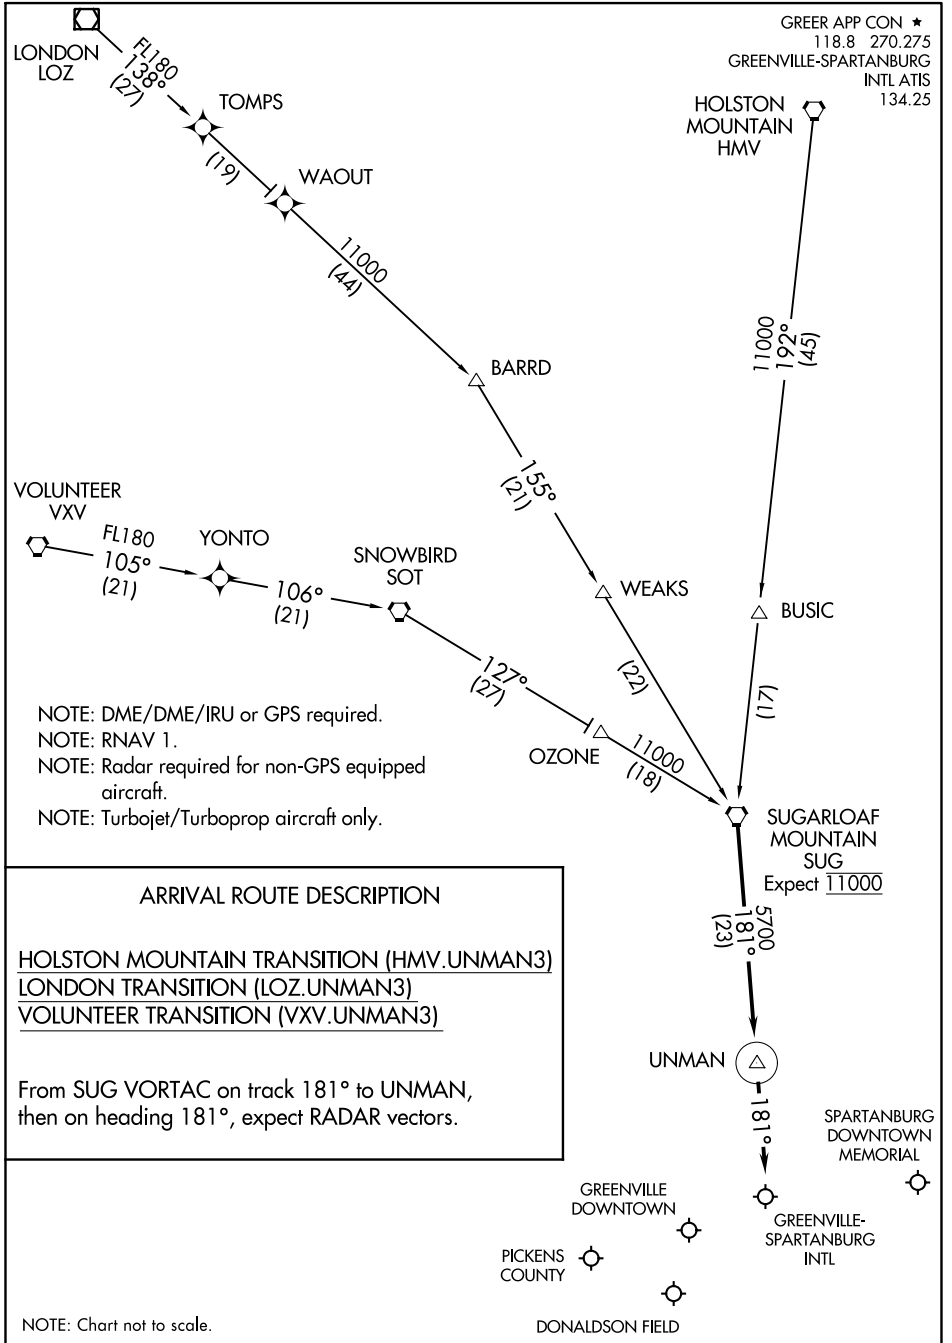 GREER APP CON ★
118.8 270.275
GREENVILLE-SPARTANBURG
INTL ATIS
134.25
LONDON
LOZ
FL180
138°
(27)
TOMPS
(19)
WAOUT
11000
(44)
HOLSTON
MOUNTAIN
HMV
11000
192°
(45)
BARRD
155°
(21)
VOLUNTEER
VXV
FL180
105°
(21)
YONTO
106°
(21)
SNOWBIRD
SOT
127°
(27)
WEAKS
(22)
BUSIC
(17)
OZONE
11000
(18)
NOTE: DME/DME/IRU or GPS required.
NOTE: RNAV 1.
NOTE: Radar required for non-GPS equipped
aircraft.
NOTE: Turbojet/Turboprop aircraft only.
SUGARLOAF
MOUNTAIN
SUG
Expect 11000
5700
181°
(23)
ARRIVAL ROUTE DESCRIPTION
HOLSTON MOUNTAIN TRANSITION (HMV.UNMAN3)
LONDON TRANSITION (LOZ.UNMAN3)
VOLUNTEER TRANSITION (VXV.UNMAN3)
From SUG VORTAC on track 181° to UNMAN,
then on heading 181°, expect RADAR vectors.
UNMAN
181°
SPARTANBURG
DOWNTOWN
MEMORIAL
GREENVILLE
DOWNTOWN
GREENVILLE-
SPARTANBURG
INTL
PICKENS
COUNTY
DONALDSON FIELD
NOTE: Chart not to scale.